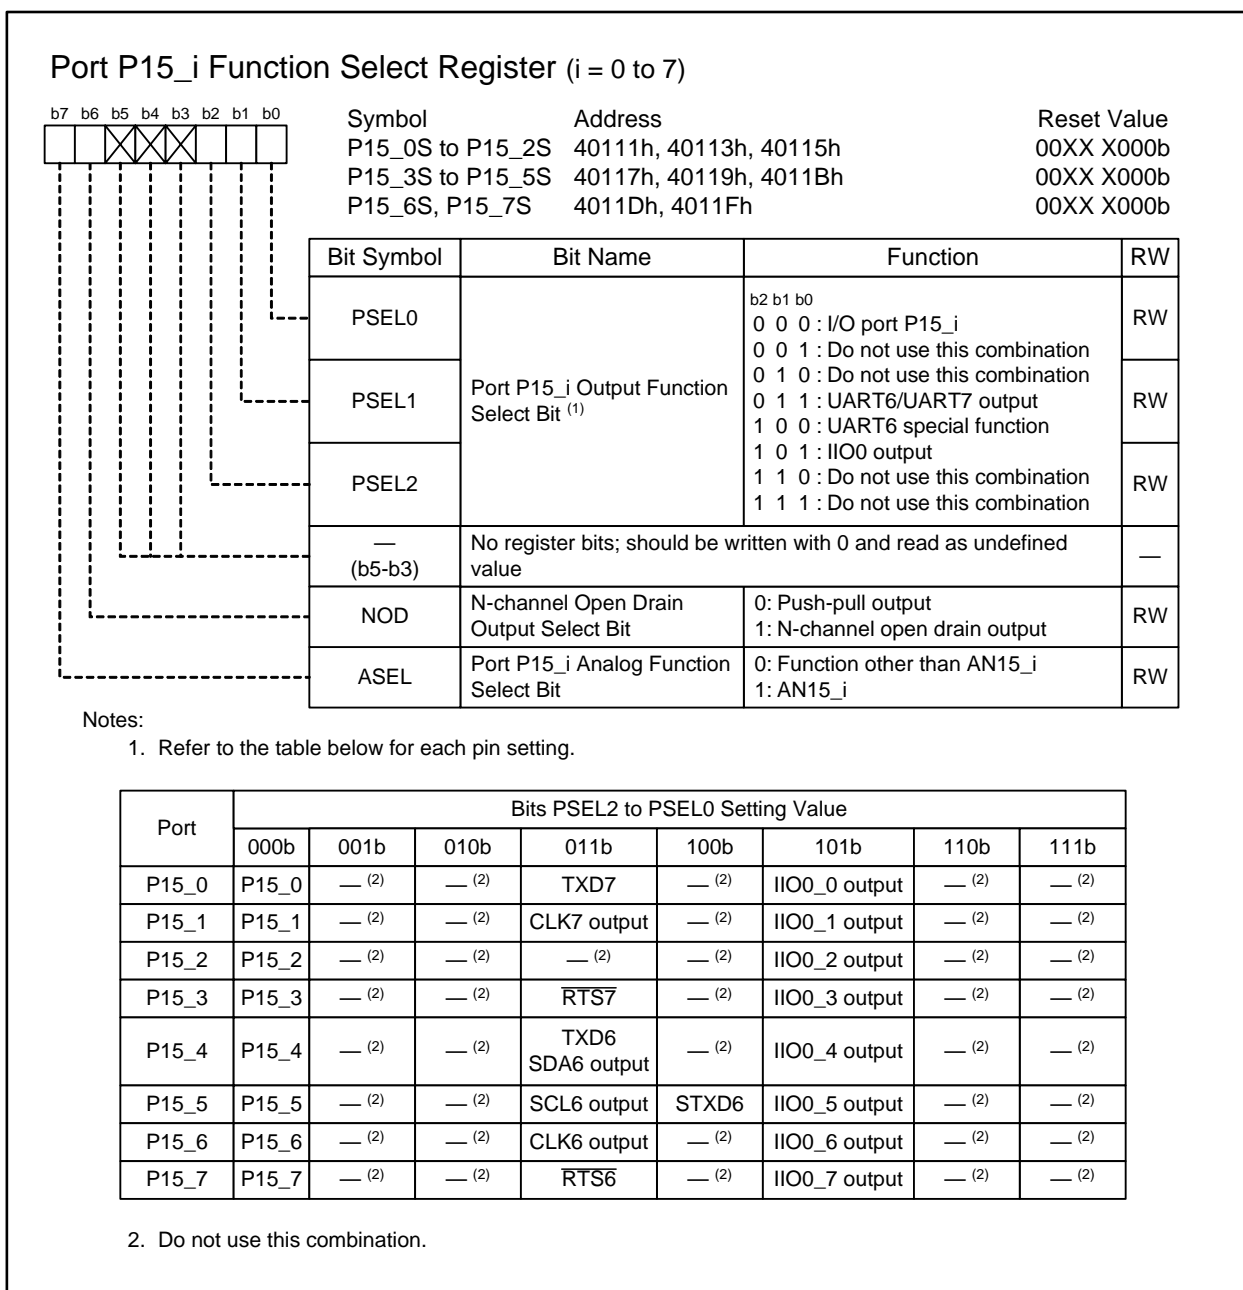 Port P15_i Function Select Register (i = 0 to 7)
b7 b6 b5 b4 b3 b2 b1 b0
Symbol Address Reset Value
P15_0S to P15_2S 40111h, 40113h, 40115h 00XX X000b
P15_3S to P15_5S 40117h, 40119h, 4011Bh 00XX X000b
P15_6S, P15_7S 4011Dh, 4011Fh 00XX X000b
Bit Symbol Bit Name Function RW
PSEL0 RW
PSEL1 RW
PSEL2 RW
Port P15_i Output Function
Select Bit (1)
b2 b1 b0
0 0 0 : I/O port P15_i
0 0 1 : Do not use this combination
0 1 0 : Do not use this combination
0 1 1 : UART6/UART7 output
1 0 0 : UART6 special function
1 0 1 : IIO0 output
1 1 0 : Do not use this combination
1 1 1 : Do not use this combination
—
(b5-b3)
No register bits; should be written with 0 and read as undefined
value
—
NOD
N-channel Open Drain
Output Select Bit
0: Push-pull output
1: N-channel open drain output
RW
ASEL
Port P15_i Analog Function
Select Bit
0: Function other than AN15_i
1: AN15_i
RW
Notes:
1. Refer to the table below for each pin setting.
Port Bits PSEL2 to PSEL0 Setting Value
000b 001b 010b 011b 100b 101b 110b 111b
P15_0 P15_0 — (2) — (2) TXD7 — (2) IIO0_0 output — (2) — (2)
P15_1 P15_1 — (2) — (2) CLK7 output — (2) IIO0_1 output — (2) — (2)
P15_2 P15_2 — (2) — (2) — (2) — (2) IIO0_2 output — (2) — (2)
P15_3 P15_3 — (2) — (2) RTS7 — (2) IIO0_3 output — (2) — (2)
P15_4 P15_4 — (2) — (2) TXD6 SDA6 output — (2) IIO0_4 output — (2) — (2)
P15_5 P15_5 — (2) — (2) SCL6 output STXD6 IIO0_5 output — (2) — (2)
P15_6 P15_6 — (2) — (2) CLK6 output — (2) IIO0_6 output — (2) — (2)
P15_7 P15_7 — (2) — (2) RTS6 — (2) IIO0_7 output — (2) — (2)
2. Do not use this combination.